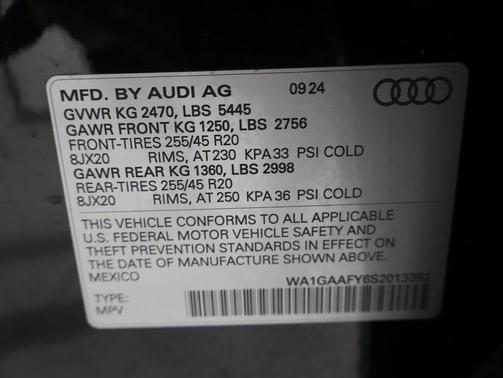 MFD. BY AUDI AG 09 24
GVWR KG 2470, LBS 5445
GAWR FRONT KG 1250, LBS 2756
FRONT-TIRES 255/45 R20
8JX20 RIMS, AT 230 KPA 33 PSI COLD
GAWR REAR KG 1360, LBS 2998
REAR-TIRES 255/45 R20
8JX20 RIMS, AT 250 KPA 36 PSI COLD
THIS VEHICLE CONFORMS TO ALL APPLICABLE
U.S. FEDERAL MOTOR VEHICLE SAFETY AND
THEFT PREVENTION STANDARDS IN EFFECT ON
THE DATE OF MANUFACTURE SHOWN ABOVE.
MEXICO WA1GAAFY6S2013352
TYPE:
MPV